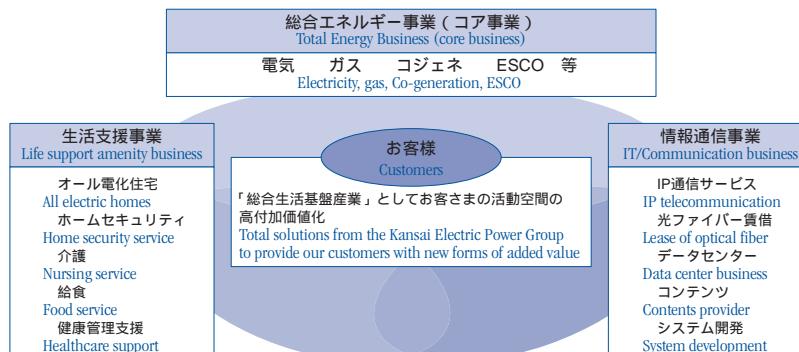 総合エネルギー事業（コア事業）
Total Energy Business (core business)
電気　ガス　コジェネ　ESCO　等
Electricity, gas, Co-generation, ESCO
生活支援事業
Life support amenity business
オール電化住宅
All electric homes
ホームセキュリティ
Home security service
介護
Nursing service
給食
Food service
健康管理支援
Healthcare support
お客様
Customers
「総合生活基盤産業」としてお客さまの活動空間の
高付加価値化
Total solutions from the Kansai Electric Power Group
to provide our customers with new forms of added value
情報通信事業
IT/Communication business
IP通信サービス
IP telecommunication
光ファイバー賃借
Lease of optical fiber
データセンター
Data center business
コンテンツ
Contents provider
システム開発
System development